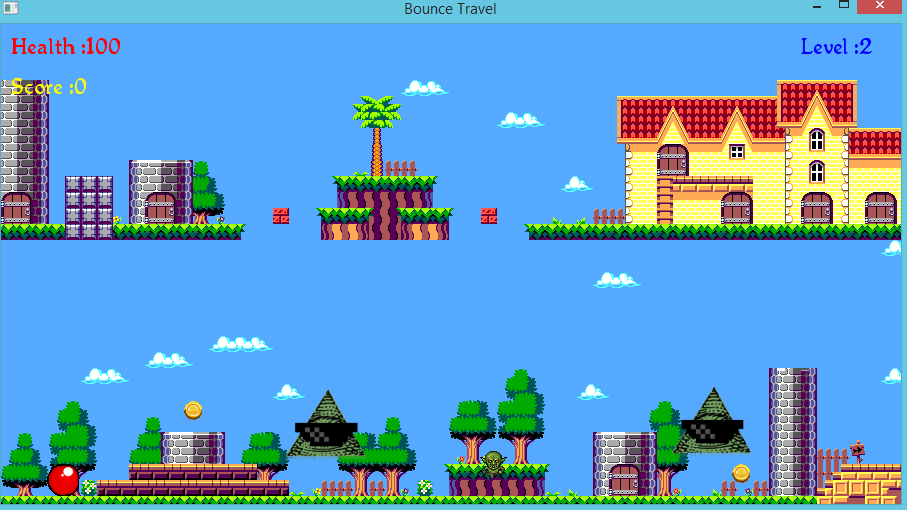 Bounce Travel
Health :100
Level :2
Score :0